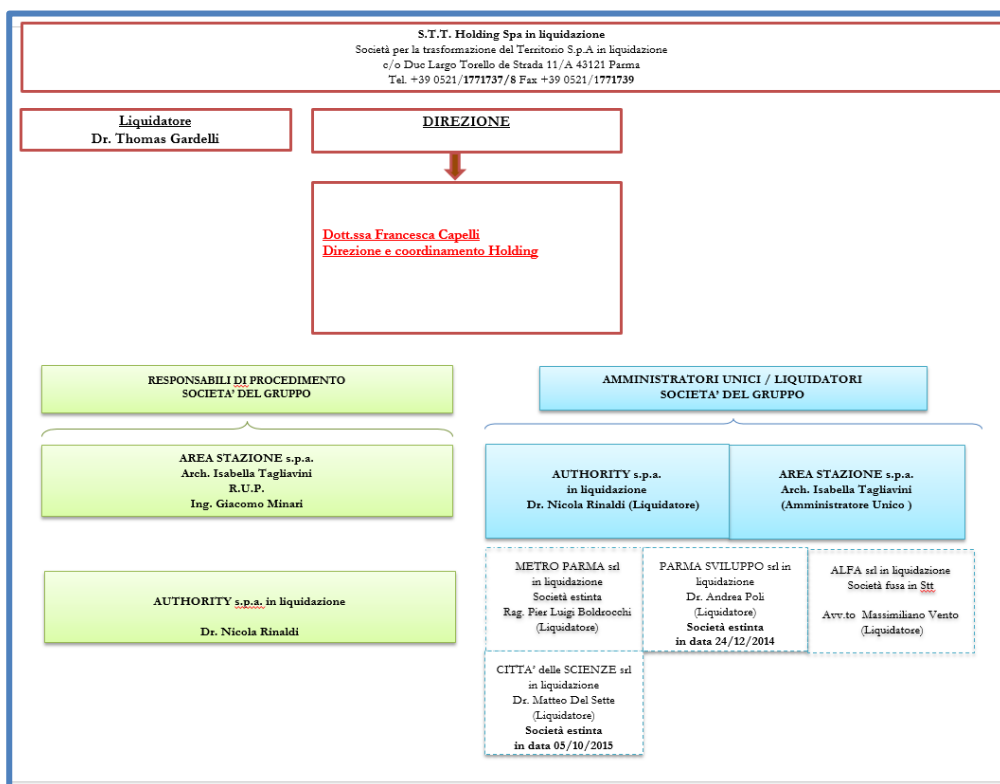 S.T.T. Holding Spa in liquidazione
Società per la trasformazione del Territorio S.p.A in liquidazione
c/o Duc Largo Torello de Strada 11/A 43121 Parma
Tel. +39 0521/1771737/8 Fax +39 0521/1771739
Liquidatore
Dr. Thomas Gardelli
DIREZIONE
Dott.ssa Francesca Capelli
Direzione e coordinamento Holding
RESPONSABILI DI PROCEDIMENTO
SOCIETA' DEL GRUPPO
AREA STAZIONE s.p.a.
Arch. Isabella Tagliavini
R.U.P.
Ing. Giacomo Minari
AUTHORITY s.p.a. in liquidazione
Dr. Nicola Rinaldi
AMMINISTRATORI UNICI / LIQUIDATORI
SOCIETA' DEL GRUPPO
AUTHORITY s.p.a.
in liquidazione
Dr. Nicola Rinaldi (Liquidatore)
AREA STAZIONE s.p.a.
Arch. Isabella Tagliavini
(Amministratore Unico )
METRO PARMA srl
in liquidazione
Società estinta
Rag. Pier Luigi Boldrocchi
(Liquidatore)
PARMA SVILUPPO srl in
liquidazione
Dr. Andrea Poli
(Liquidatore)
Società estinta
in data 24/12/2014
ALFA srl in liquidazione
Società fusa in Stt
Avv.to Massimiliano Vento
(Liquidatore)
CITTA' delle SCIENZE srl
in liquidazione
Dr. Matteo Del Sette
(Liquidatore)
Società estinta
in data 05/10/2015